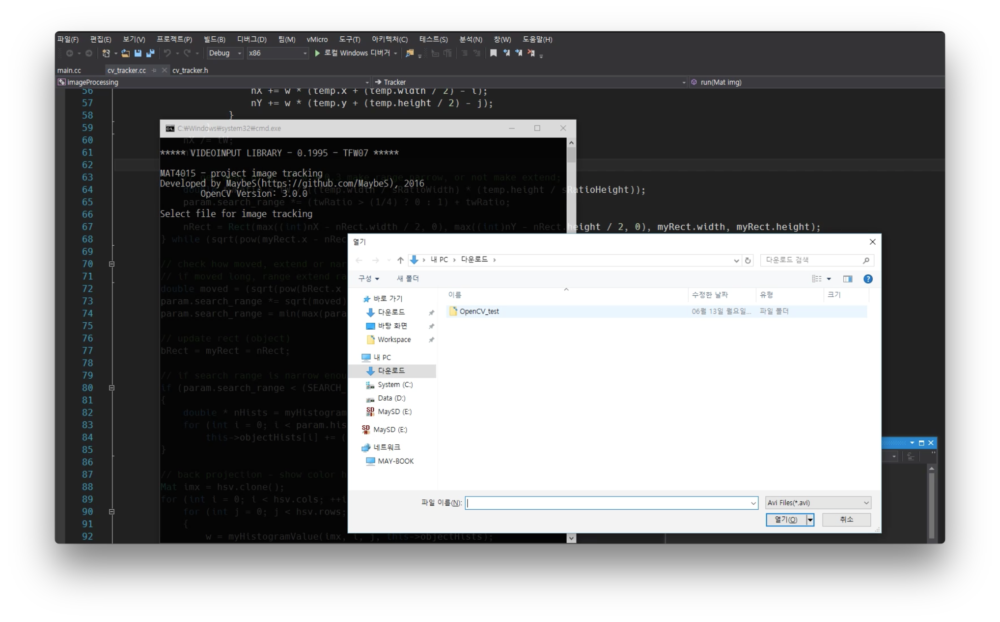 파일(F) 편집(E) 보기(V) 프로젝트(P) 빌드(B) 디버그(D) 팀(M) vMicro 도구(T) 아키텍처(C) 테스트(S) 분석(N) 창(W) 도움말(H)
Debug x86 로컬 Windows 디버거
main.cc cv_tracker.cc cv_tracker.h
imageProcessing Tracker run(Mat img)
56 nX += w * (temp.x + (temp.width / 2) - i);
57 nY += w * (temp.y + (temp.height / 2) - j);
58 }
59
60 nX /= tW;
61
62
63 0.3 make range narrow, or not make extend;
64 (temp.width / sRatioWidth) * (temp.height / sRatioHeight));
65 param.search_range *= (twRatio > (1/4) ? 0 : 1) + twRatio;
66
67 nRect = Rect(max((int)nX - nRect.width / 2, 0), max((int)nY - nRect.height / 2, 0), myRect.width, myRect.height);
68 } while (sqrt(pow(myRect.x - nRec
69
70 // check how moved, extend or nar
71 // if moved long, range extend ra
72 double moved = (sqrt(pow(bRect.x
73 param.search_range *= sqrt(moved)
74 param.search_range = min(max(para
75
76 // update rect (object)
77 bRect = myRect = nRect;
78
79 // if search range is narrow enou
80 if (param.search_range < (SEARCH_
81 {
82 double * nHists = myHistogram
83 for (int i = 0; i < param.his
84 this->objectHists[i] += (
85 }
86
87 // back projection - show color h
88 Mat imx = hsv.clone();
89 for (int i = 0; i < hsv.cols; ++i
90 for (int j = 0; j < hsv.rows;
91 {
92 w = myHistogramValue(imx, i, j, this->objectHists);
C:₩Windows₩system32₩cmd.exe
***** VIDEOINPUT LIBRARY - 0.1995 - TFW07 *****
MAT4015 - project image tracking
Developed by MaybeS(https://github.com/MaybeS), 2016
OpenCV Version: 3.0.0
Select file for image tracking
열기
내 PC 다운로드 다운로드 검색
구성 새 폴더
이름 수정한 날짜 유형 크기
OpenCV_test 06월 13일 월요일... 파일 폴더
바로 가기
다운로드
바탕 화면
Workspace
내 PC
다운로드
System (C:)
Data (D:)
MaySD (E:)
MaySD (E:)
네트워크
MAY-BOOK
파일 이름(N): Avi Files(*.avi)
열기(O) 취소